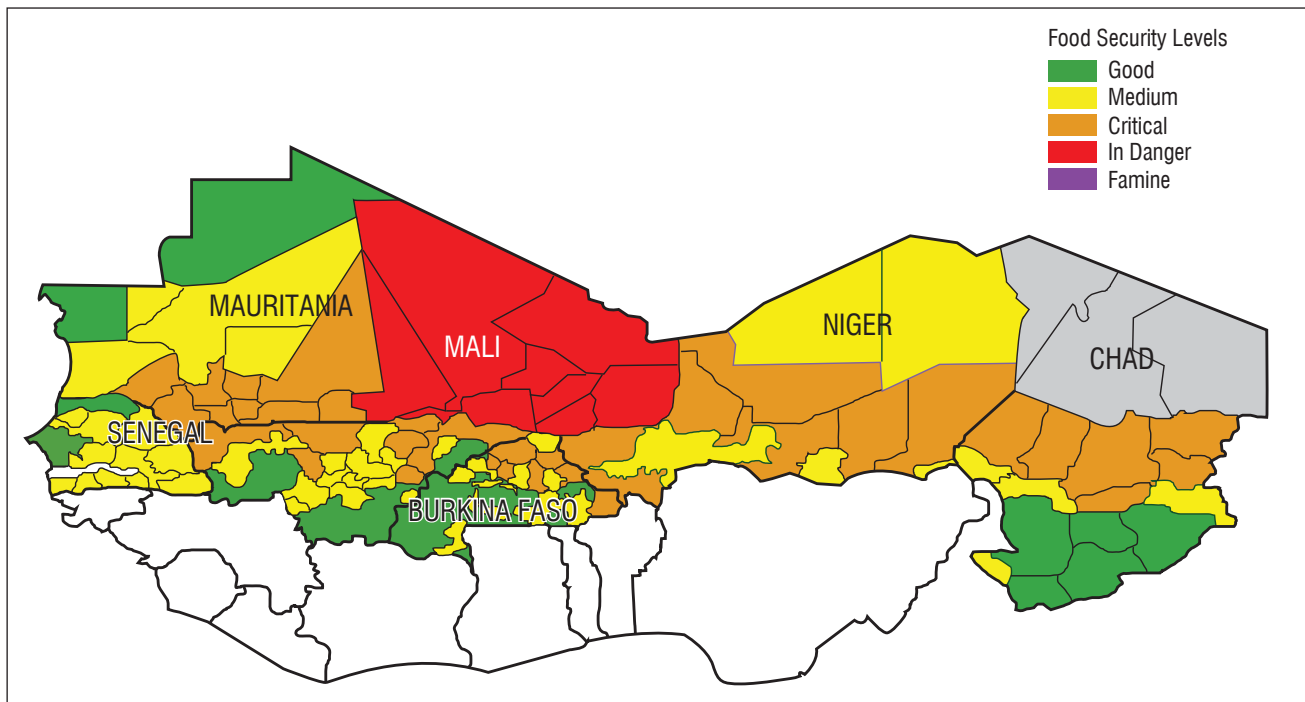 Food Security Levels
Good
Medium
Critical
In Danger
Famine
MAURITANIA
MALI
NIGER
CHAD
SENEGAL
BURKINA FASO